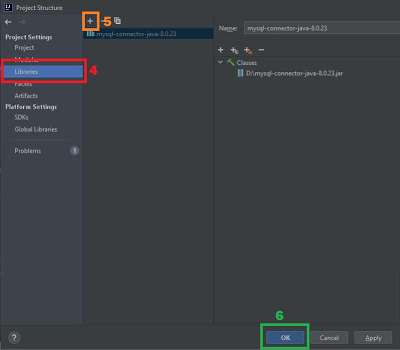 Project Structure
5
Name: mysql-connector-java-8.0.23
Project Settings
mysql-connector-java-8.0.23
Project
Modules
Libraries
4
Classes
D:\mysql-connector-java-8.0.23.jar
Facets
Artifacts
Platform Settings
SDKs
Global Libraries
Problems 1
6
? OK Cancel Apply